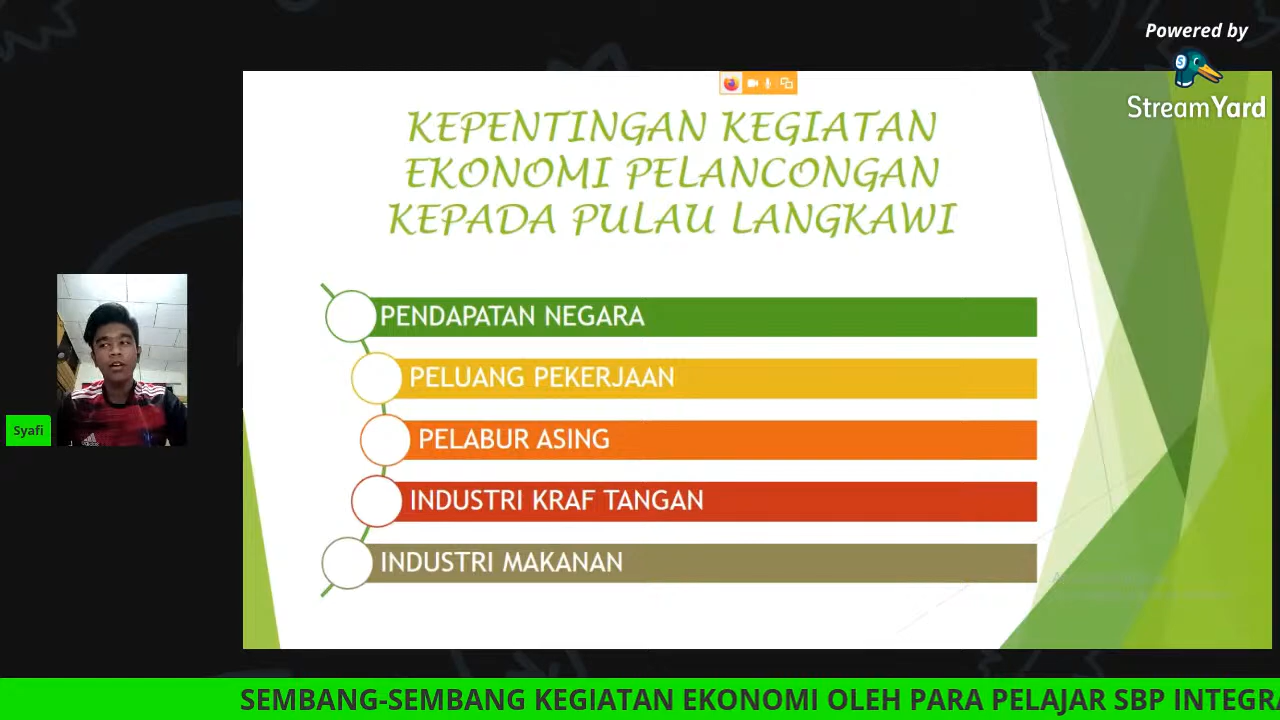 Powered by
StreamYard
KEPENTINGAN KEGIATAN
EKONOMI PELANCONGAN
KEPADA PULAU LANGKAWI
PENDAPATAN NEGARA
PELUANG PEKERJAAN
PELABUR ASING
INDUSTRI KRAF TANGAN
INDUSTRI MAKANAN
Syafi
SEMBANG-SEMBANG KEGIATAN EKONOMI OLEH PARA PELAJAR SBP INTEGRA